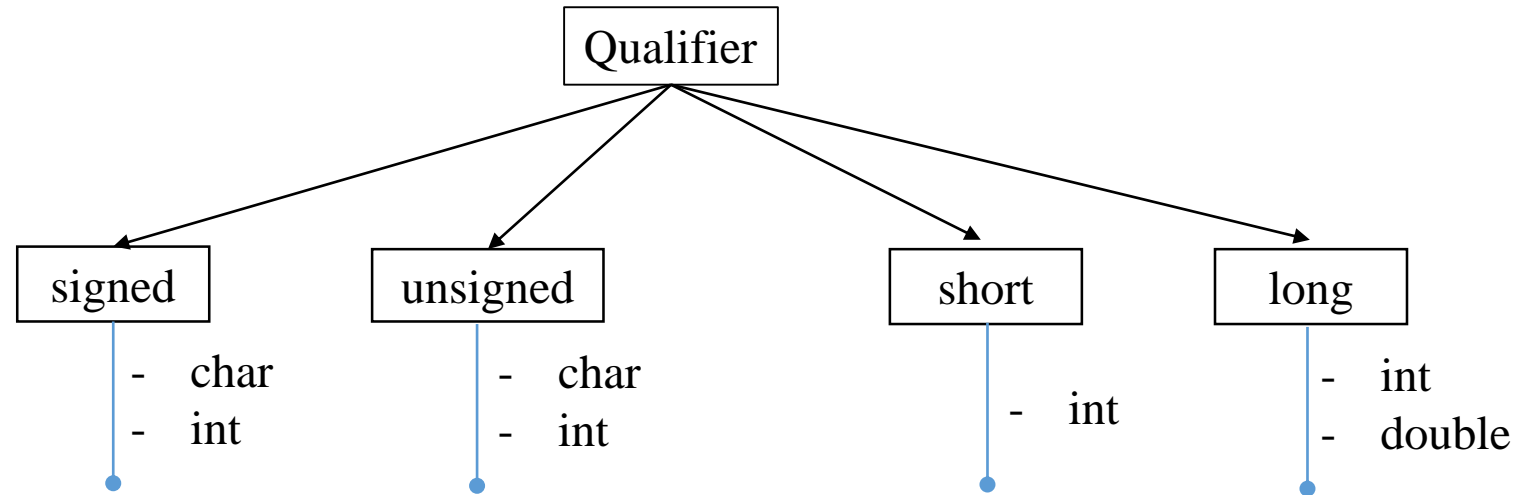 Qualifier
signed
unsigned
short
long
- char
- int
- char
- int
- int
- int
- double